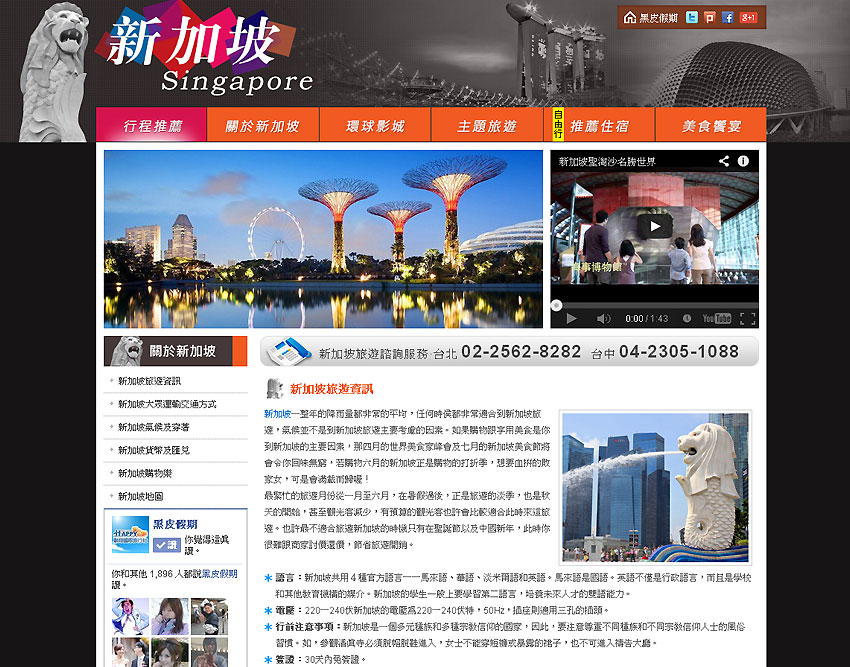 新加坡
Singapore
黑皮假期
行程推薦
關於新加坡
環球影城
主題旅遊
自由行
推薦住宿
美食饗宴
新加坡聖淘沙名勝世界
事博物館
0:00 / 1:43
YouTube
關於新加坡
新加坡旅遊資訊
新加坡大眾運輸交通方式
新加坡氣候及穿著
新加坡貨幣及匯兌
新加坡購物樂
新加坡地圖
新加坡旅遊諮詢服務 台北 02-2562-8282 台中 04-2305-1088
新加坡旅遊資訊
新加坡一整年的降雨量都非常的平均，任何時侯都非常適合到新加坡旅
遊，氣候並不是到新加坡旅遊主要考慮的因素。如果購物跟享用美食是你
到新加坡的主要因素，那四月的世界美食家峰會及七月的新加坡美食節將
會令你回味無窮，若購物六月的新加坡正是購物的打折季，想要血拚的敗
家女，可是會滿載而歸喔！
最繁忙的旅遊月份從一月至六月，在暑假過後，正是旅遊的淡季，也是秋
天的開始，甚至觀光客減少，有預算的觀光客也許會比較適合此時來這旅
遊。也許最不適合旅遊新加坡的時機只有在聖誕節以及中國新年，此時你
很難跟商家討價還價，節省旅遊開銷。
語言：新加坡共用 4 種官方語言——馬來語、華語、淡米爾語和英語。馬來語是國語。英語不僅是行政語言，而且是學校
和其他教育機構的媒介。新加坡的學生一般上要學習第二語言，培養未來人才的雙語能力。
電壓：220—240伏新加坡的電壓為220—240伏特，50Hz，插座則適用三孔的插頭。
行前注意事項：新加坡是一個多元種族和多種宗教信仰的國家，因此，要注意尊重不同種族和不同宗教信仰人士的風俗
習慣。如，參觀清真寺必須脫帽脫鞋進入，女士不能穿短褲或暴露的裙子，也不可進入禱告大廳。
簽證：30天內免簽證。
HAPPY
黑皮假期
讚
你覺得這真
讚。
你和其他 1,896 人都說黑皮假期
讚。